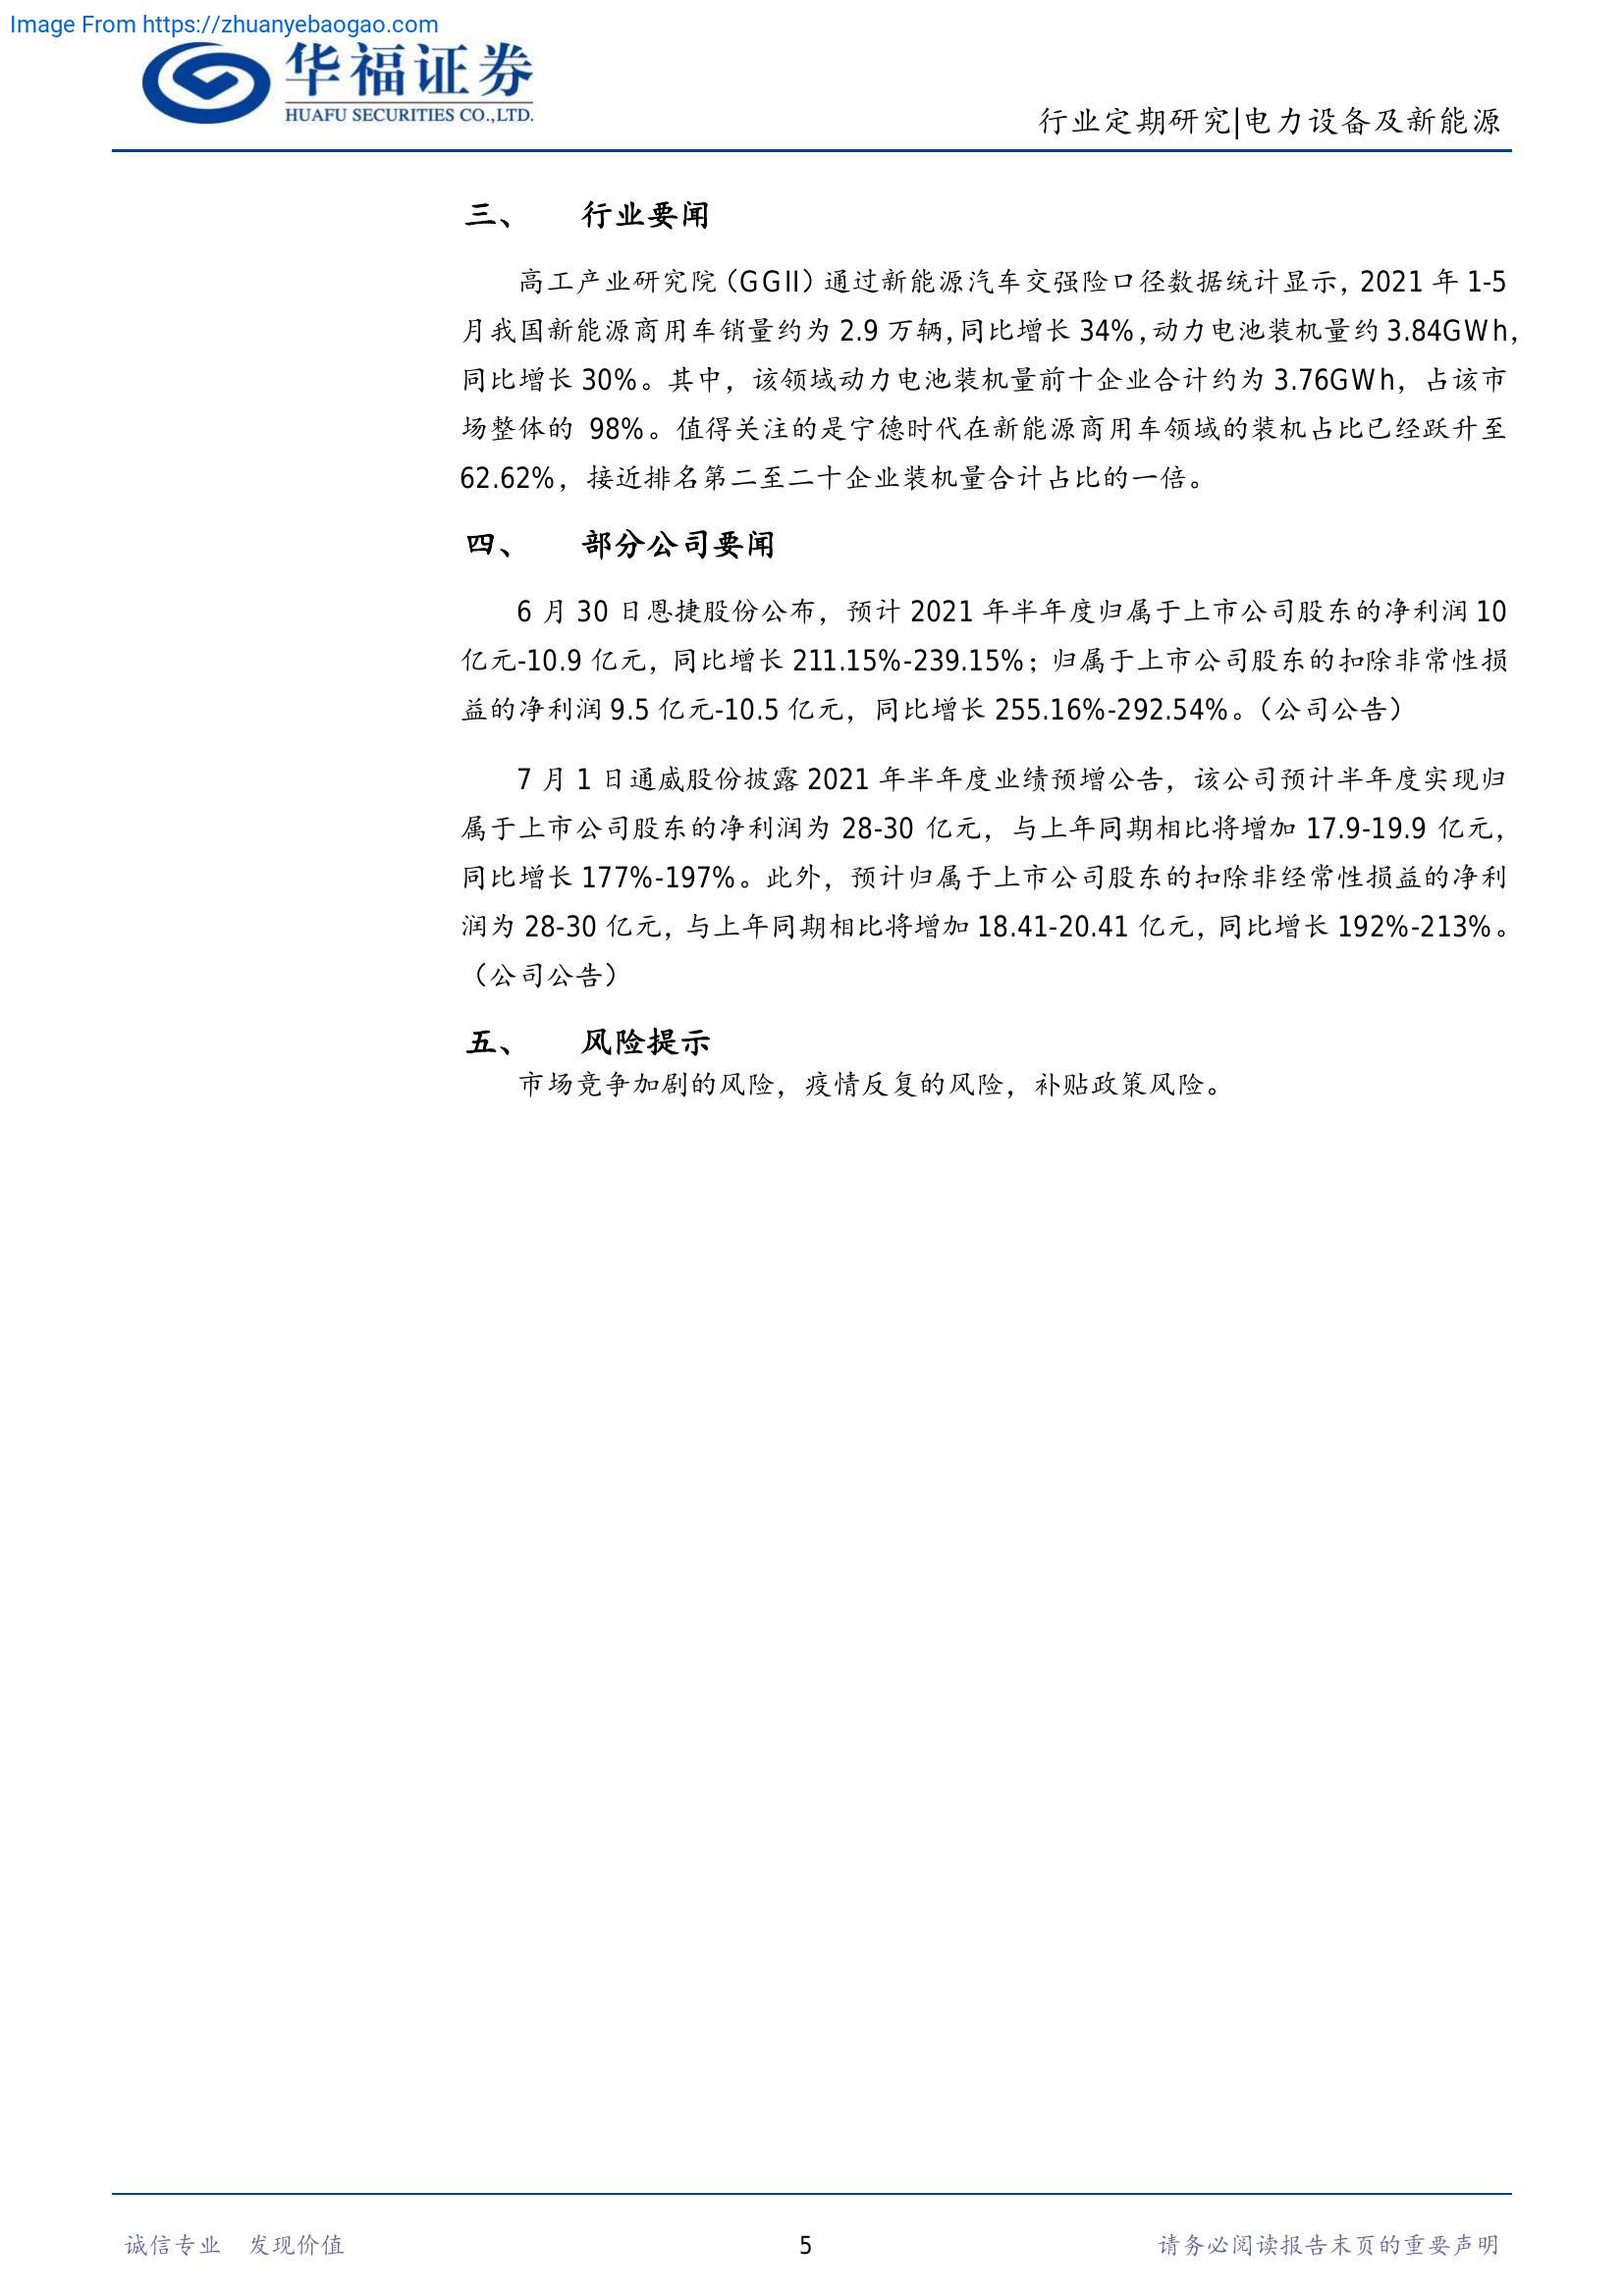 Image From https://zhuanyebaogao.com
华福证券
HUAFU SECURITIES CO.,LTD.
行业定期研究|电力设备及新能源
三、 行业要闻
高工产业研究院（GGII）通过新能源汽车交强险口径数据统计显示，2021 年 1-5
月我国新能源商用车销量约为 2.9 万辆，同比增长 34%，动力电池装机量约 3.84GWh，
同比增长 30%。其中，该领域动力电池装机量前十企业合计约为 3.76GWh，占该市
场整体的 98%。值得关注的是宁德时代在新能源商用车领域的装机占比已经跃升至
62.62%，接近排名第二至二十企业装机量合计占比的一倍。
四、 部分公司要闻
6 月 30 日恩捷股份公布，预计 2021 年半年度归属于上市公司股东的净利润 10
亿元-10.9 亿元，同比增长 211.15%-239.15%；归属于上市公司股东的扣除非常性损
益的净利润 9.5 亿元-10.5 亿元，同比增长 255.16%-292.54%。（公司公告）
7 月 1 日通威股份披露 2021 年半年度业绩预增公告，该公司预计半年度实现归
属于上市公司股东的净利润为 28-30 亿元，与上年同期相比将增加 17.9-19.9 亿元，
同比增长 177%-197%。此外，预计归属于上市公司股东的扣除非经常性损益的净利
润为 28-30 亿元，与上年同期相比将增加 18.41-20.41 亿元，同比增长 192%-213%。
（公司公告）
五、 风险提示
市场竞争加剧的风险，疫情反复的风险，补贴政策风险。
诚信专业 发现价值 5 请务必阅读报告末页的重要声明